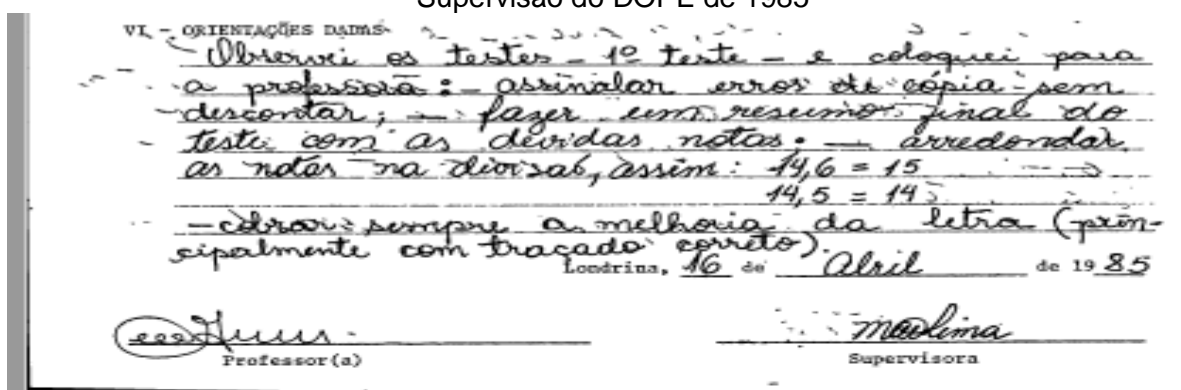 Supervisão do DOPE de 1985
VI - ORIENTAÇÕES DADAS
Observei os testes - 1º teste - e coloquei para
a professora: - assinalar erros de cópia sem
descontar; - fazer um resumo final do
teste com as devidas notas; - arredondar
as notas na divisão, assim: 14,6 = 15
14,5 = 14
- cobrar sempre a melhoria da letra (prin-
cipalmente com traçado correto).
Londrina, 16 de Abril de 1985
Professor(a) Supervisora